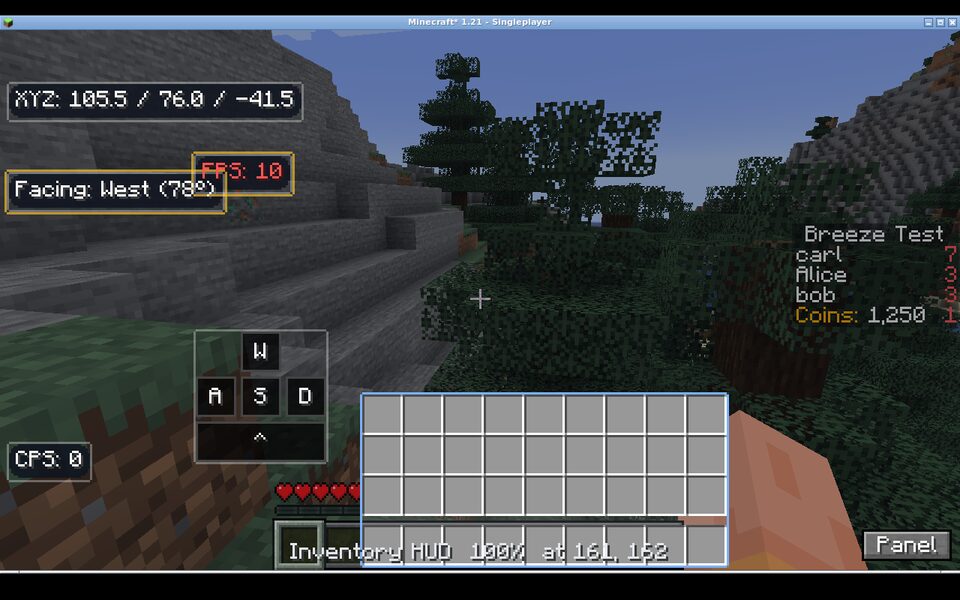 Minecraft* 1.21 - Singleplayer
XYZ: 105.5 / 76.0 / -41.5
FPS: 10
Facing: West (78º)
Breeze Test
carl 7
Alice 3
bob 3
Coins: 1,250 1
W
A S D
^
CPS: 0
Inventory HUD 100% at 161, 162
Panel